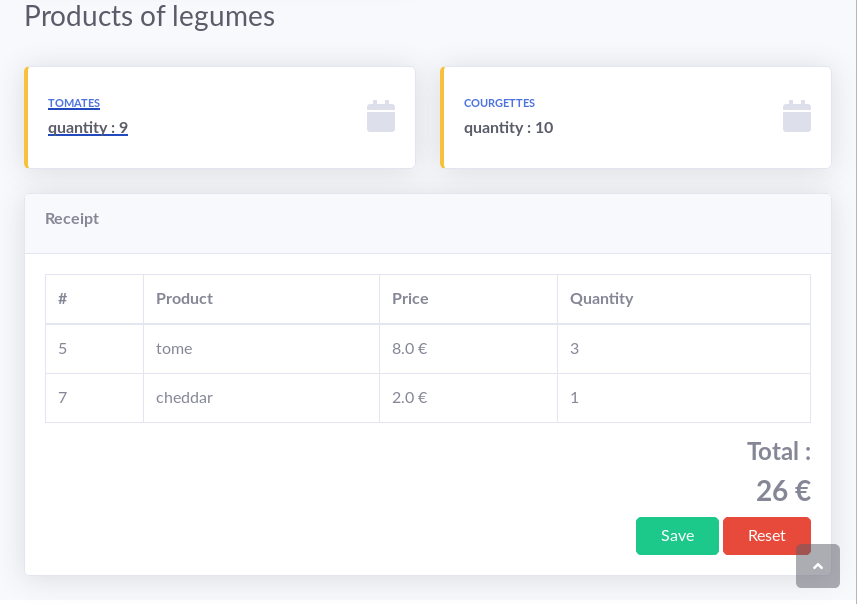 Products of legumes
TOMATES
quantity : 9
COURGETTES
quantity : 10
Receipt
# Product Price Quantity
5 tome 8.0 € 3
7 cheddar 2.0 € 1
Total :
26 €
Save Reset